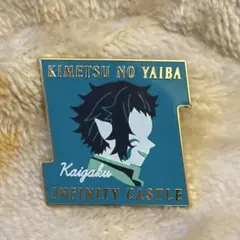 KIMETSU NO YAIBA
Kaigaku
INFINITY CASTLE